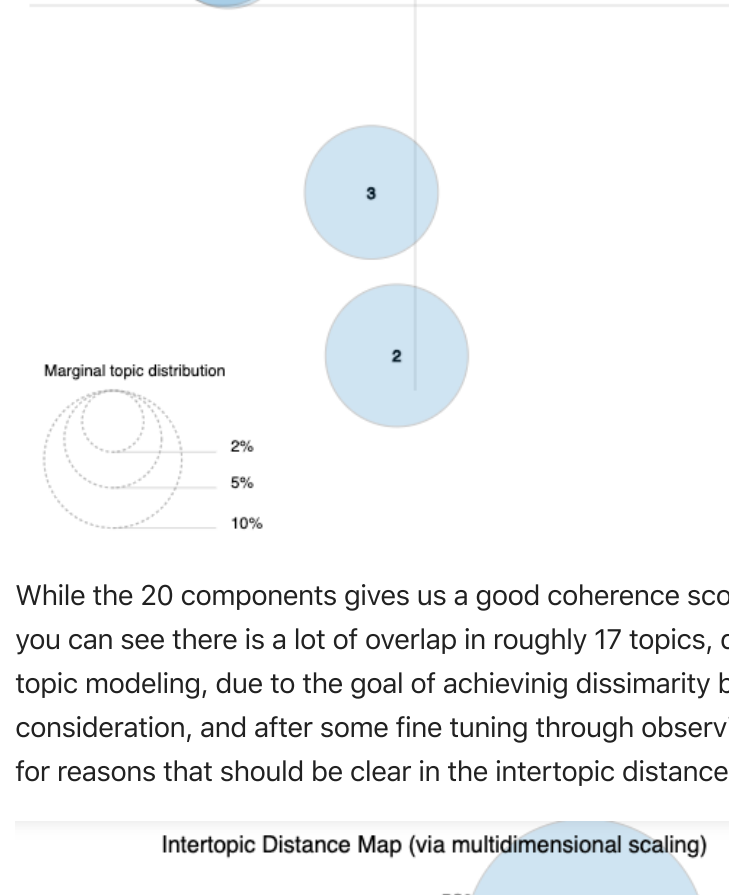 3
2
Marginal topic distribution
2%
5%
10%
While the 20 components gives us a good coherence
you can see there is a lot of overlap in roughly 17 topics,
topic modeling, due to the goal of achievinig dissimarity
consideration, and after some fine tuning through
for reasons that should be clear in the intertopic distance
Intertopic Distance Map (via multidimensional scaling)